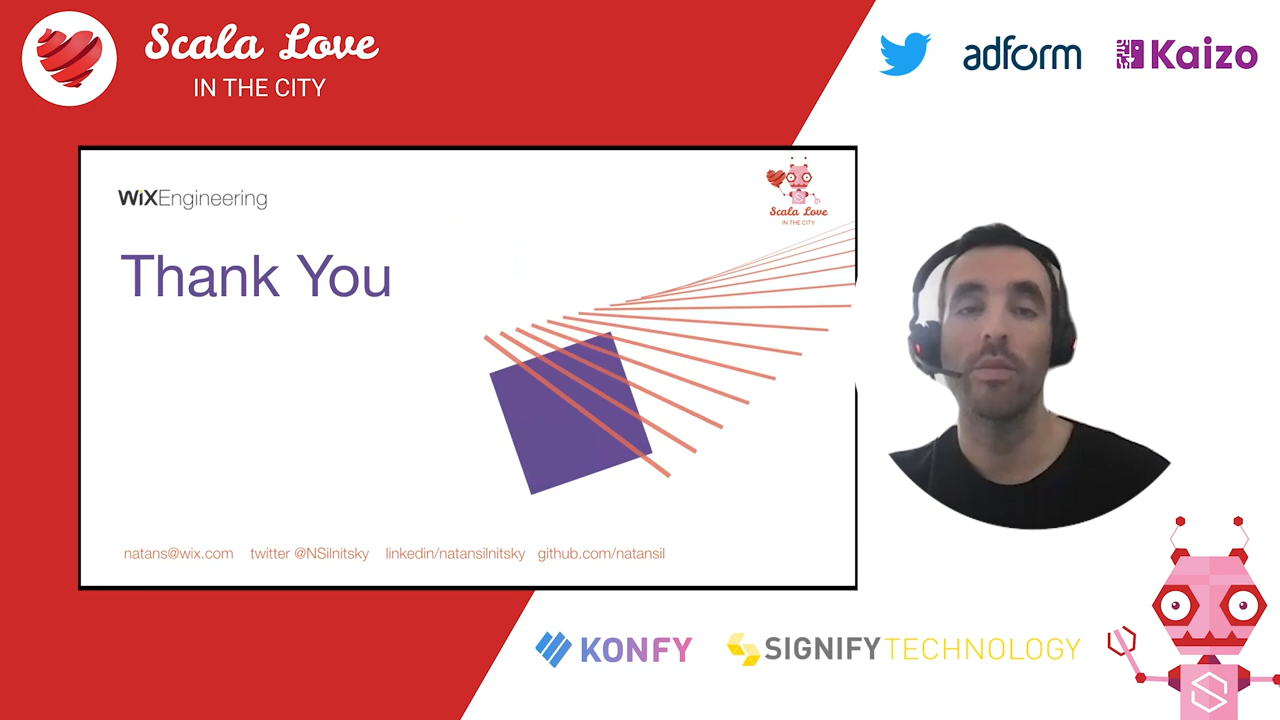 Scala Love
IN THE CITY
adform
Kaizo
WiXEngineering
Scala Love
IN THE CITY
Thank You
natans@wix.com twitter @NSilnitsky linkedin/natansilnitsky github.com/natansil
KONFY
SIGNIFYTECHNOLOGY